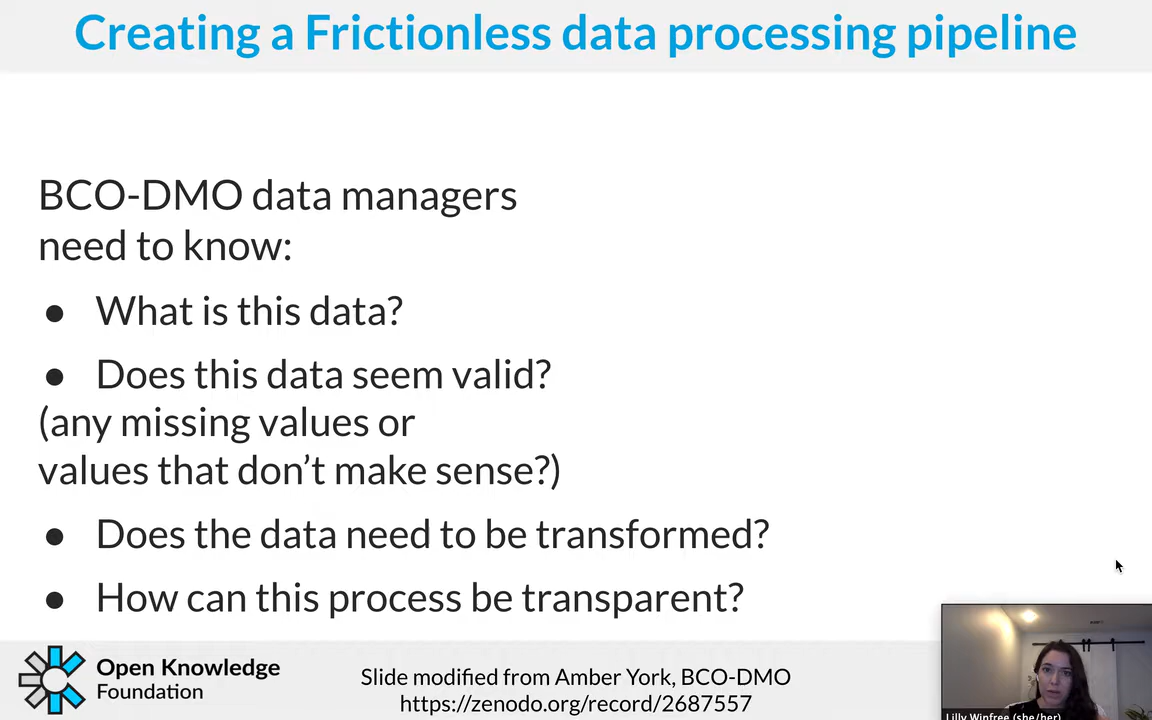 Creating a Frictionless data processing pipeline
BCO-DMO data managers
need to know:
● What is this data?
● Does this data seem valid?
(any missing values or
values that don't make sense?)
● Does the data need to be transformed?
● How can this process be transparent?
Open Knowledge
Foundation
Slide modified from Amber York, BCO-DMO
https://zenodo.org/record/2687557
Lilly Winfree (she/her)